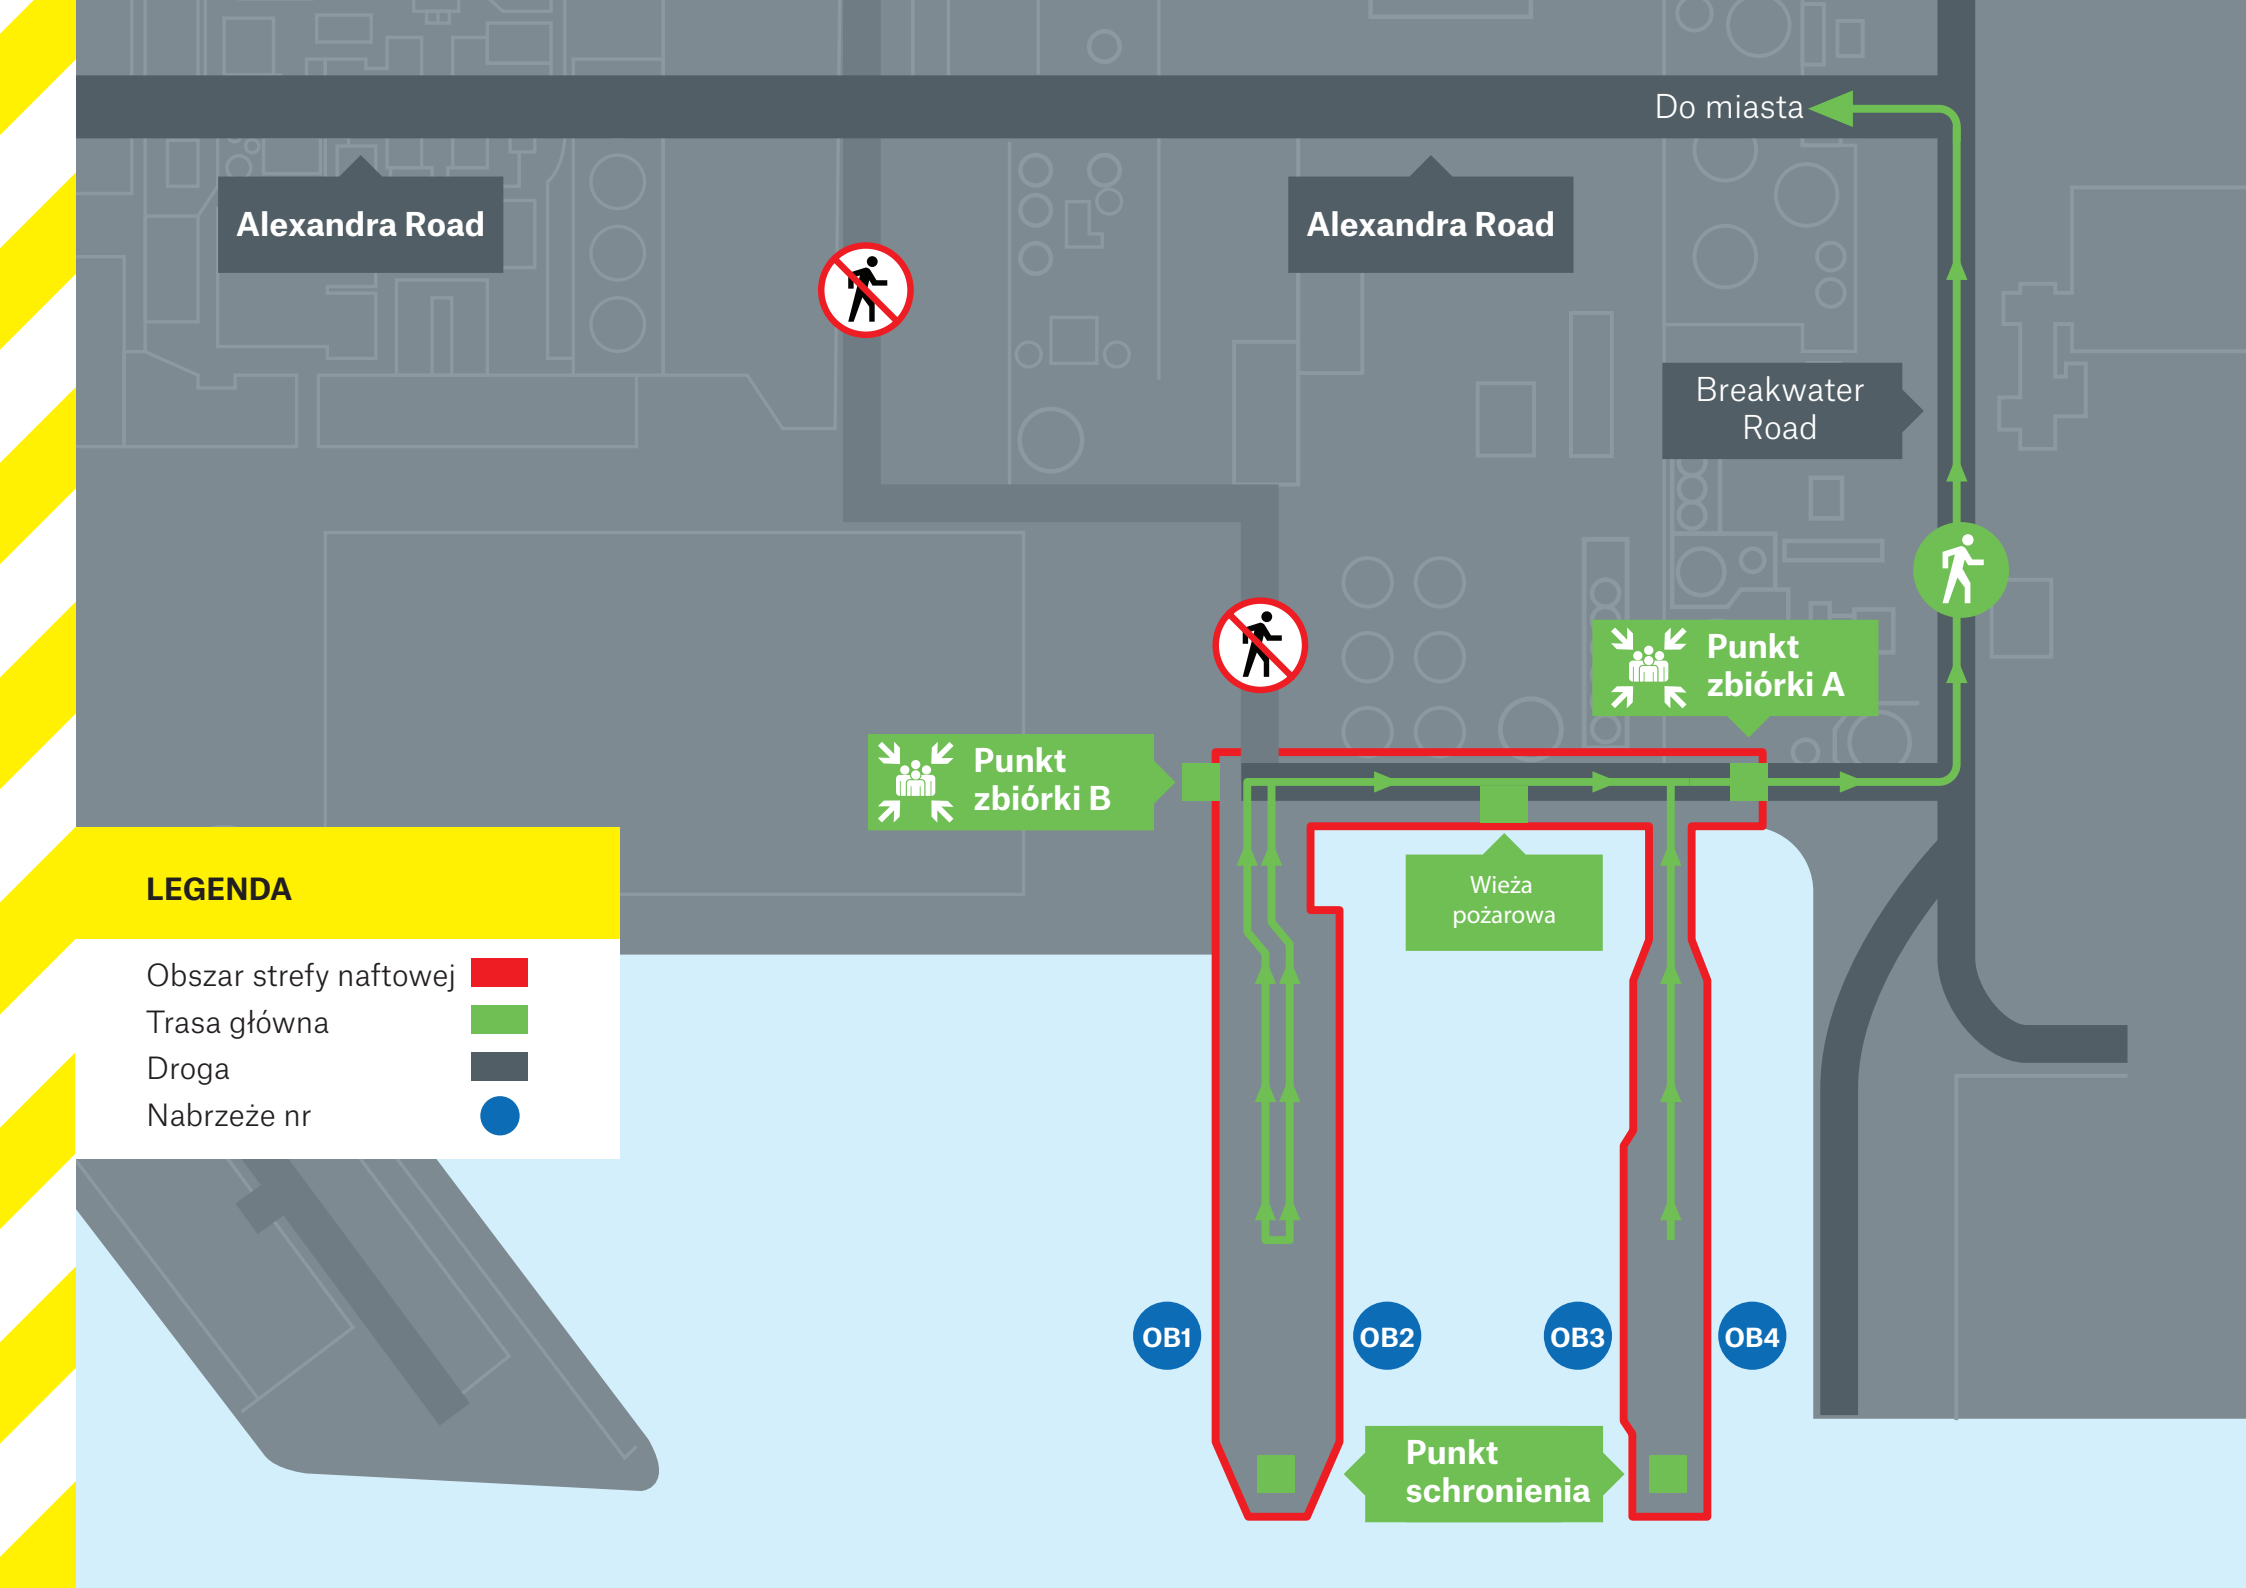 Do miasta
Alexandra Road
Alexandra Road
Breakwater
Road
Punkt
zbiórki A
Punkt
zbiórki B
Wieża
pożarowa
LEGENDA
Obszar strefy naftowej
Trasa główna
Droga
Nabrzeże nr
OB1
OB2
OB3
OB4
Punkt
schronienia